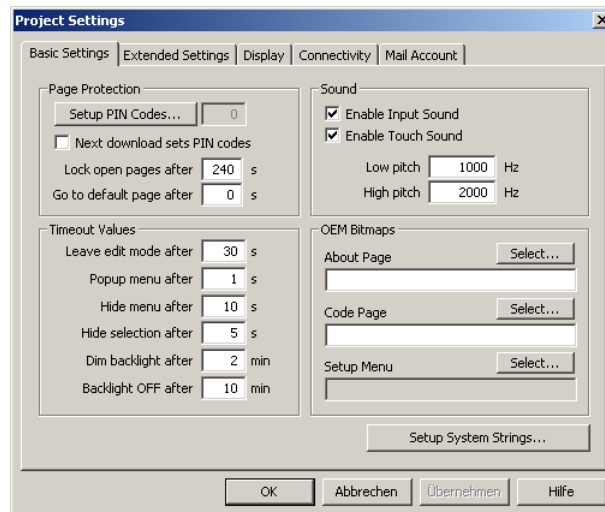 Project Settings
Basic Settings
Extended Settings
Display
Connectivity
Mail Account
Page Protection
Setup PIN Codes...
0
Next download sets PIN codes
Lock open pages after 240 s
Go to default page after 0 s
Sound
Enable Input Sound
Enable Touch Sound
Low pitch 1000 Hz
High pitch 2000 Hz
Timeout Values
Leave edit mode after 30 s
Popup menu after 1 s
Hide menu after 10 s
Hide selection after 5 s
Dim backlight after 2 min
Backlight OFF after 10 min
OEM Bitmaps
About Page Select...
Code Page Select...
Setup Menu Select...
Setup System Strings...
OK
Abbrechen
Übernehmen
Hilfe